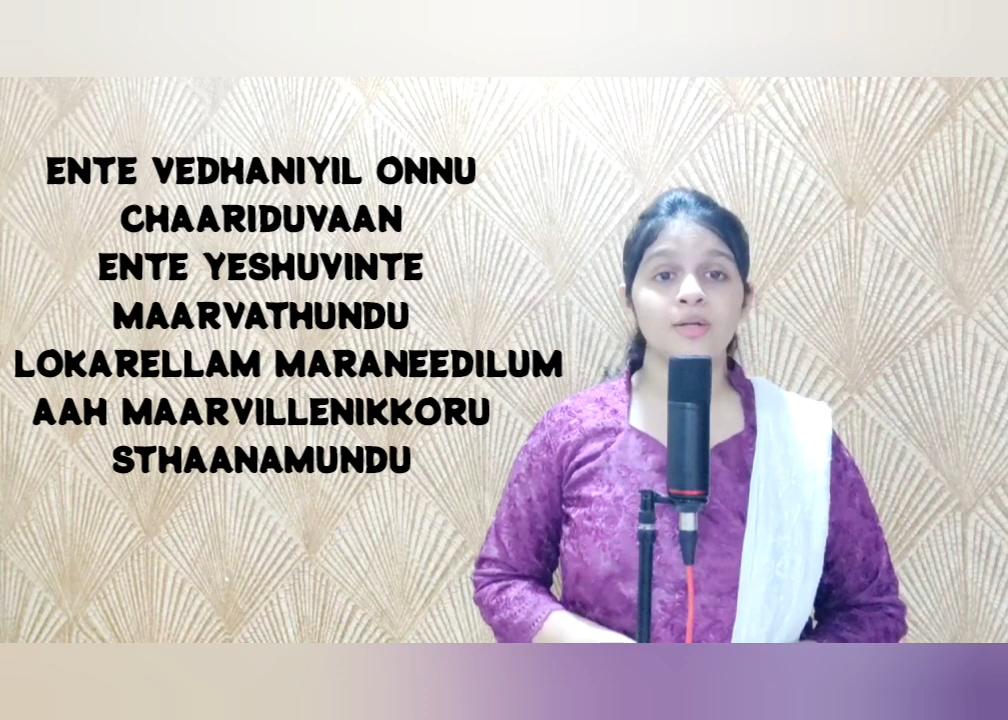 ENTE VEDHANIYIL ONNU
CHAARIDUVAAN
ENTE YESHUVINTE
MAARVATHUNDU
LOKARELLAM MARANEEDILUM
AAH MAARVILLENIKKORU
STHAANAMUNDU